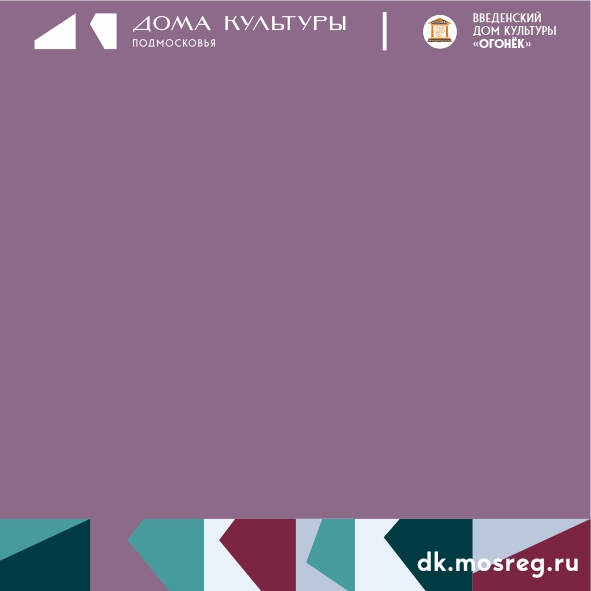 ДОМА КУЛЬТУРЫ
ПОДМОСКОВЬЯ
ВВЕДЕНСКИЙ
ДОМ КУЛЬТУРЫ
«ОГОНЁК»
dk.mosreg.ru